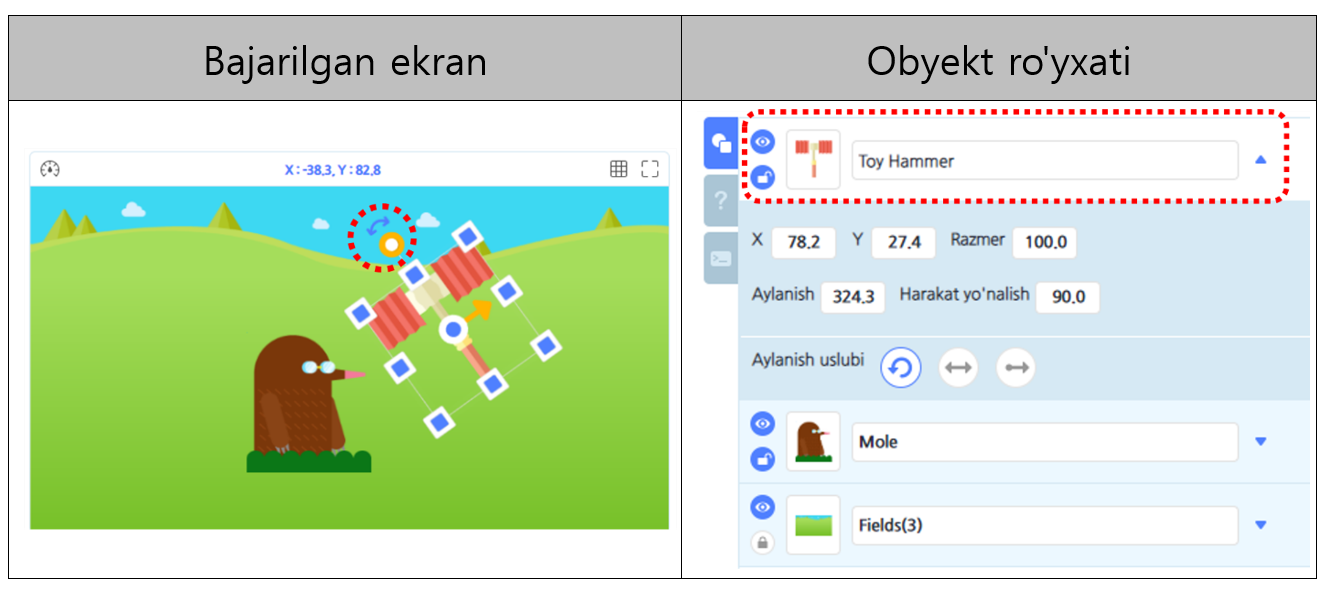 Bajarilgan ekran
Obyekt ro'yxati
X : -38.3, Y : 82.8
Toy Hammer
?
X 78.2 Y 27.4 Razmer 100.0
Aylanish 324.3 Harakat yo'nalish 90.0
Aylanish uslubi
Mole
Fields(3)